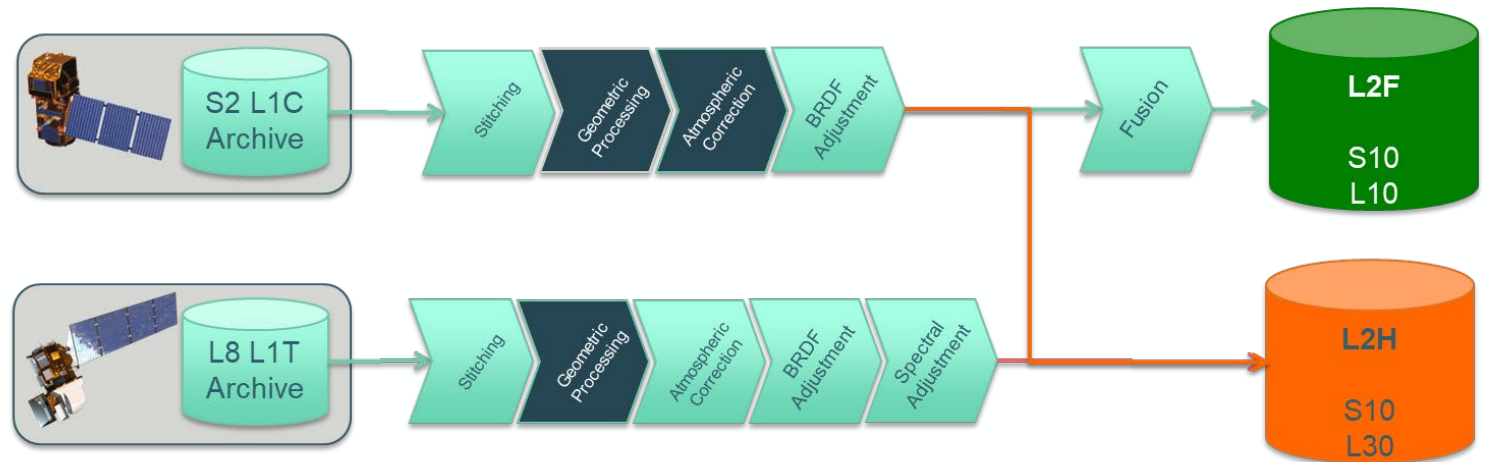 S2 L1C
Archive
Stitching
Geometric
Processing
Atmospheric
Correction
BRDF
Adjustment
Fusion
L2F
S10
L10
L8 L1T
Archive
Stitching
Geometric
Processing
Atmospheric
Correction
BRDF
Adjustment
Spectral
Adjustment
L2H
S10
L30